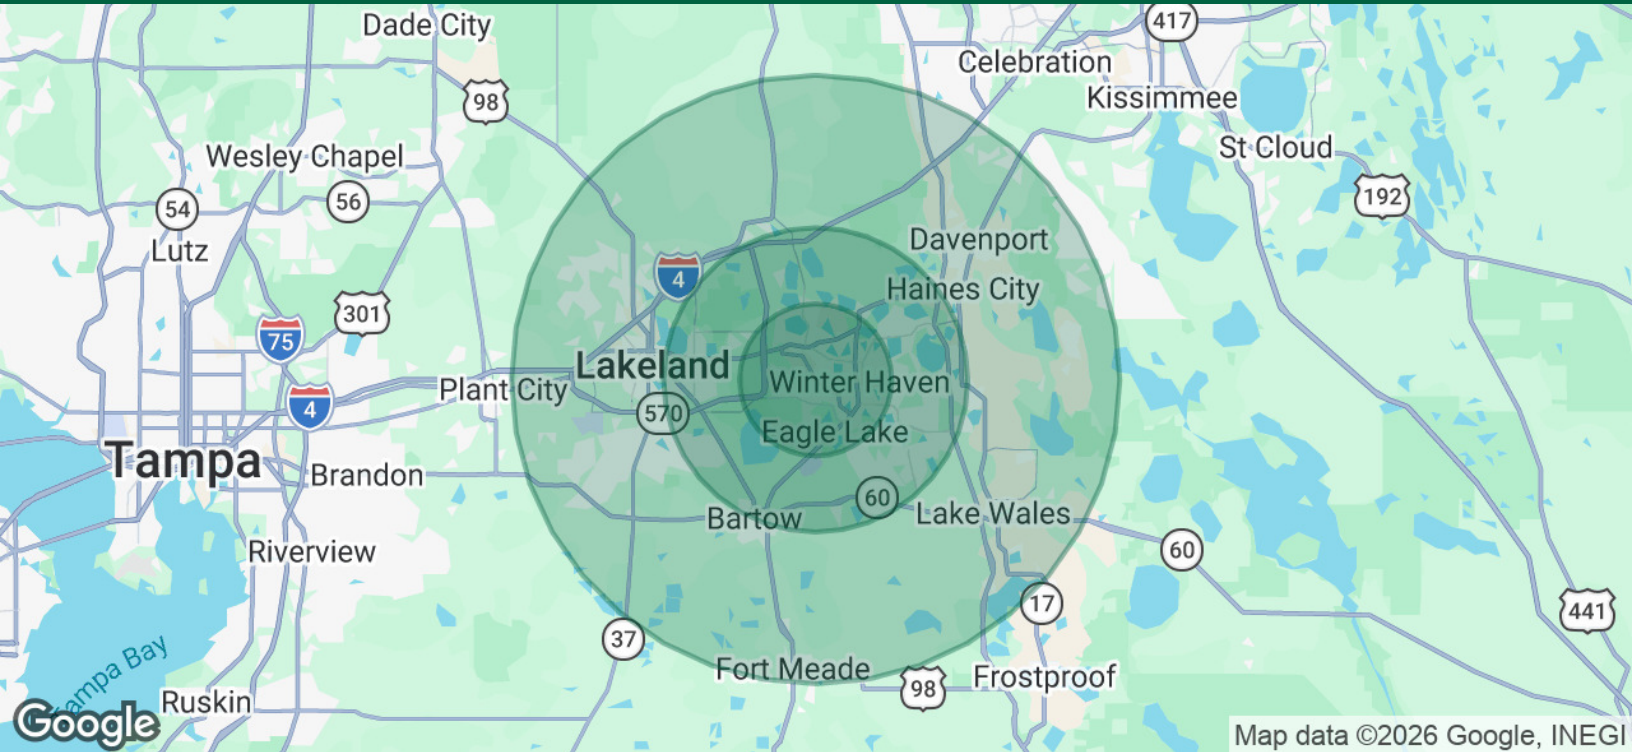 Dade City
417
Celebration
98
Kissimmee
Wesley Chapel
St Cloud
54
56
192
Lutz
Davenport
4
Haines City
301
75
Lakeland
Winter Haven
Plant City
4
570
Eagle Lake
Tampa
Brandon
60
Bartow
Lake Wales
Riverview
60
17
441
37
Fort Meade
98
Frostproof
Tampa Bay
Ruskin
Google
Map data ©2026 Google, INEGI